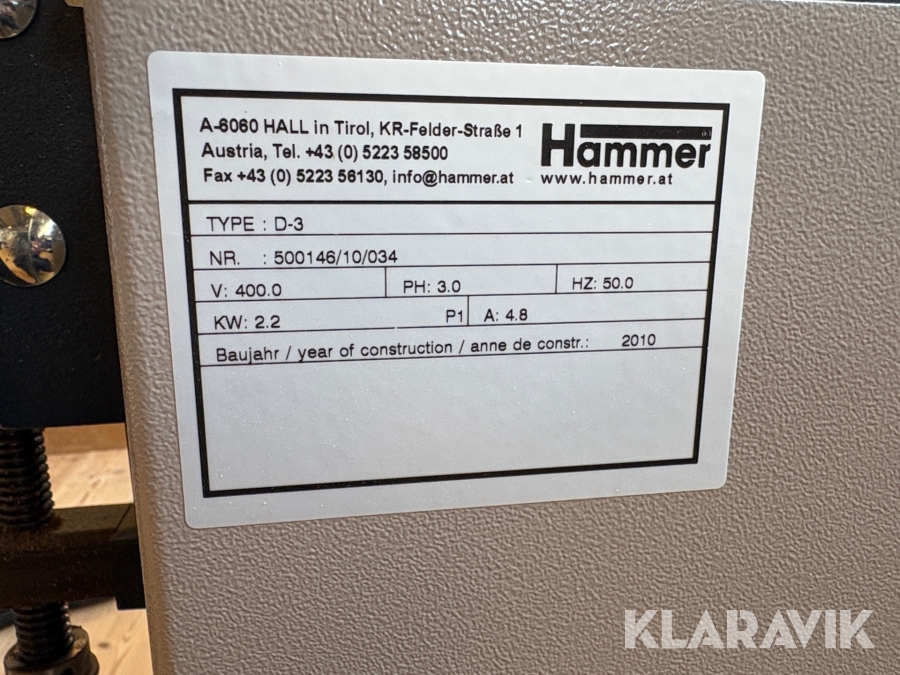 A-6060 HALL in Tirol, KR-Felder-Straße 1
Austria, Tel. +43 (0) 5223 58500
Fax +43 (0) 5223 56130, info@hammer.at
Hammer
www.hammer.at
TYPE : D-3
NR. : 500146/10/034
V: 400.0 PH: 3.0 HZ: 50.0
KW: 2.2 P1 A: 4.8
Baujahr / year of construction / anne de constr.: 2010
KLARAVIK